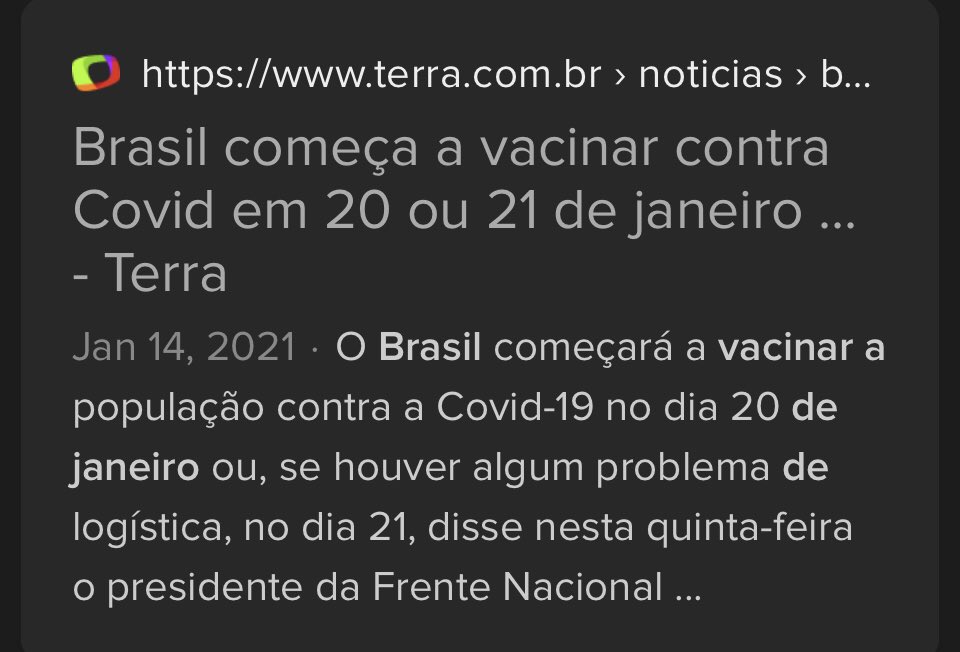 https://www.terra.com.br › noticias › b...
Brasil começa a vacinar contra
Covid em 20 ou 21 de janeiro ...
- Terra
Jan 14, 2021 · O Brasil começará a vacinar a
população contra a Covid-19 no dia 20 de
janeiro ou, se houver algum problema de
logística, no dia 21, disse nesta quinta-feira
o presidente da Frente Nacional ...